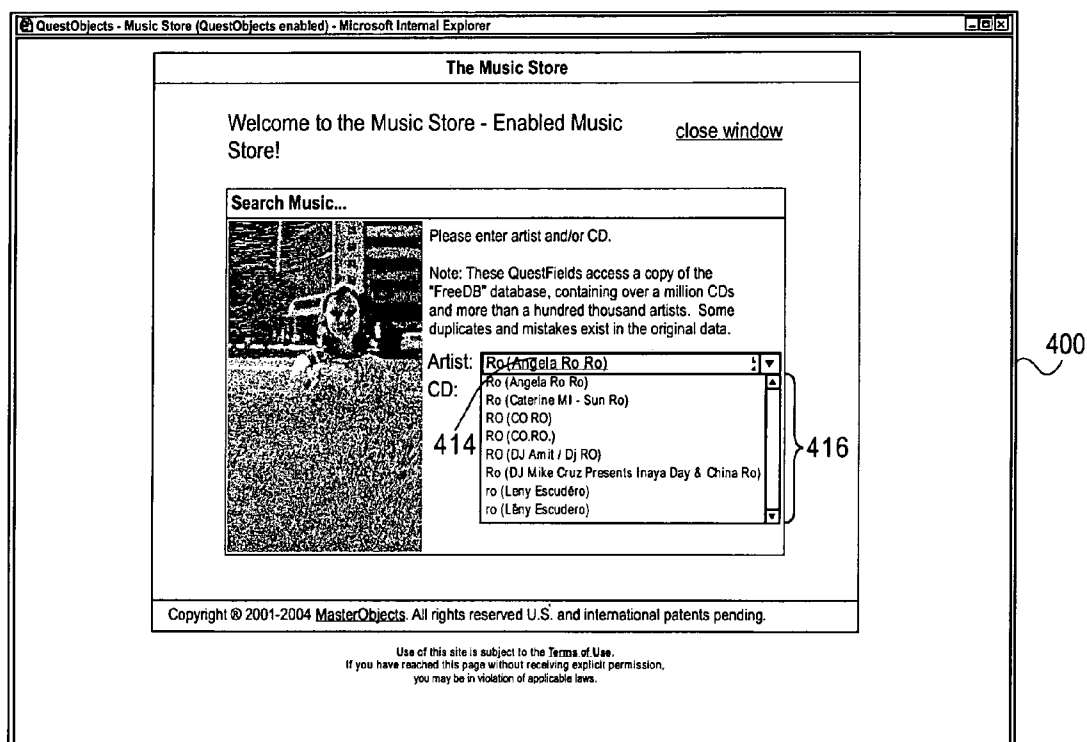 QuestObjects - Music Store (QuestObjects enabled) - Microsoft Internal Explorer
The Music Store
Welcome to the Music Store - Enabled Music
Store!
close window
Search Music...
Please enter artist and/or CD.
Note: These QuestFields access a copy of the
"FreeDB" database, containing over a million CDs
and more than a hundred thousand artists. Some
duplicates and mistakes exist in the original data.
Artist: Ro (Angela Ro Ro)
CD:
Ro (Angela Ro Ro)
Ro (Caterine MI - Sun Ro)
RO (CO RO)
RO (CO.RO.)
RO (DJ Amit / Dj RO)
Ro (DJ Mike Cruz Presents Inaya Day & China Ro)
ro (Leny Escudéro)
ro (Lény Escudero)
414
416
400
Copyright ® 2001-2004 MasterObjects. All rights reserved U.S. and international patents pending.
Use of this site is subject to the Terms of Use.
If you have reached this page without receiving explicit permission,
you may be in violation of applicable laws.